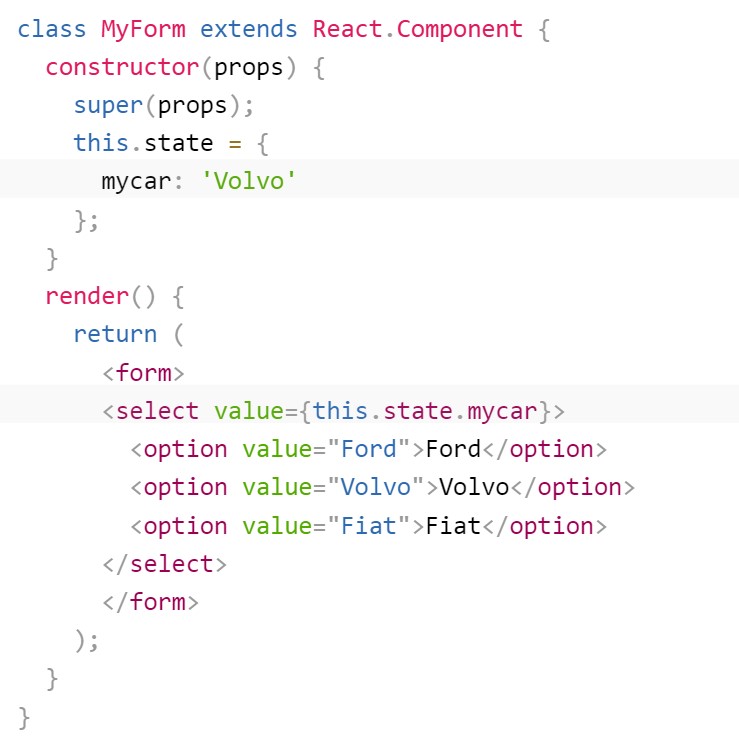 class MyForm extends React.Component {
  constructor(props) {
    super(props);
    this.state = {
      mycar: 'Volvo'
    };
  }
  render() {
    return (
      <form>
      <select value={this.state.mycar}>
        <option value="Ford">Ford</option>
        <option value="Volvo">Volvo</option>
        <option value="Fiat">Fiat</option>
      </select>
      </form>
    );
  }
}